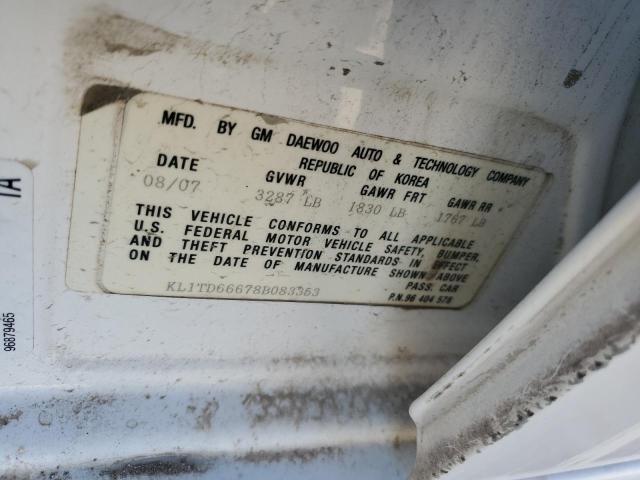 MFD. BY GM DAEWOO AUTO & TECHNOLOGY COMPANY
REPUBLIC OF KOREA
DATE GVWR GAWR FRT GAWR RR
08/07 3287 LB 1830 LB 1767 LB
THIS VEHICLE CONFORMS TO ALL APPLICABLE
U.S. FEDERAL MOTOR VEHICLE SAFETY, BUMPER,
AND THEFT PREVENTION STANDARDS IN EFFECT
ON THE DATE OF MANUFACTURE SHOWN ABOVE
PASS. CAR
KL1TD66678B083363
P.N.96 404 578
1A
96879465